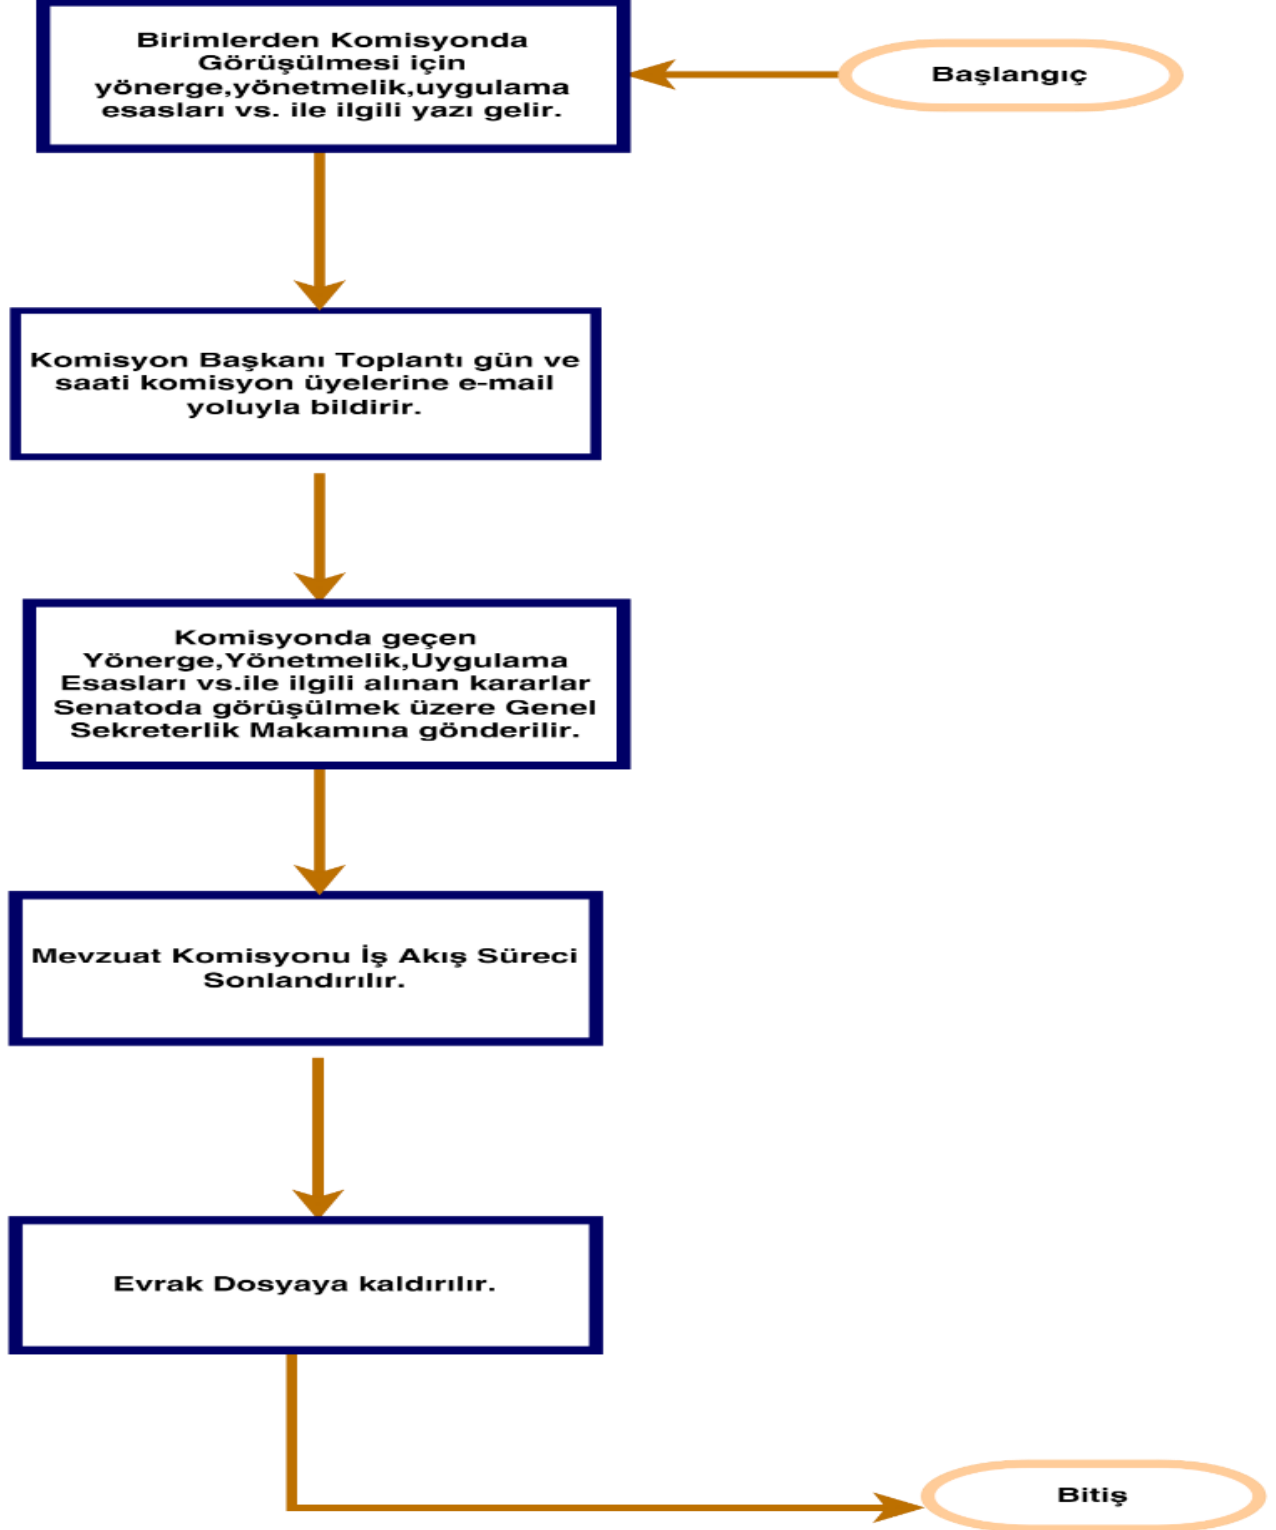 Birimlerden Komisyonda
Görüşülmesi için
yönerge,yönetmelik,uygulama
esasları vs. ile ilgili yazı gelir.
Başlangıç
Komisyon Başkanı Toplantı gün ve
saati komisyon üyelerine e-mail
yoluyla bildirir.
Komisyonda geçen
Yönerge,Yönetmelik,Uygulama
Esasları vs.ile ilgili alınan kararlar
Senatoda görüşülmek üzere Genel
Sekreterlik Makamına gönderilir.
Mevzuat Komisyonu İş Akış Süreci
Sonlandırılır.
Evrak Dosyaya kaldırılır.
Bitiş